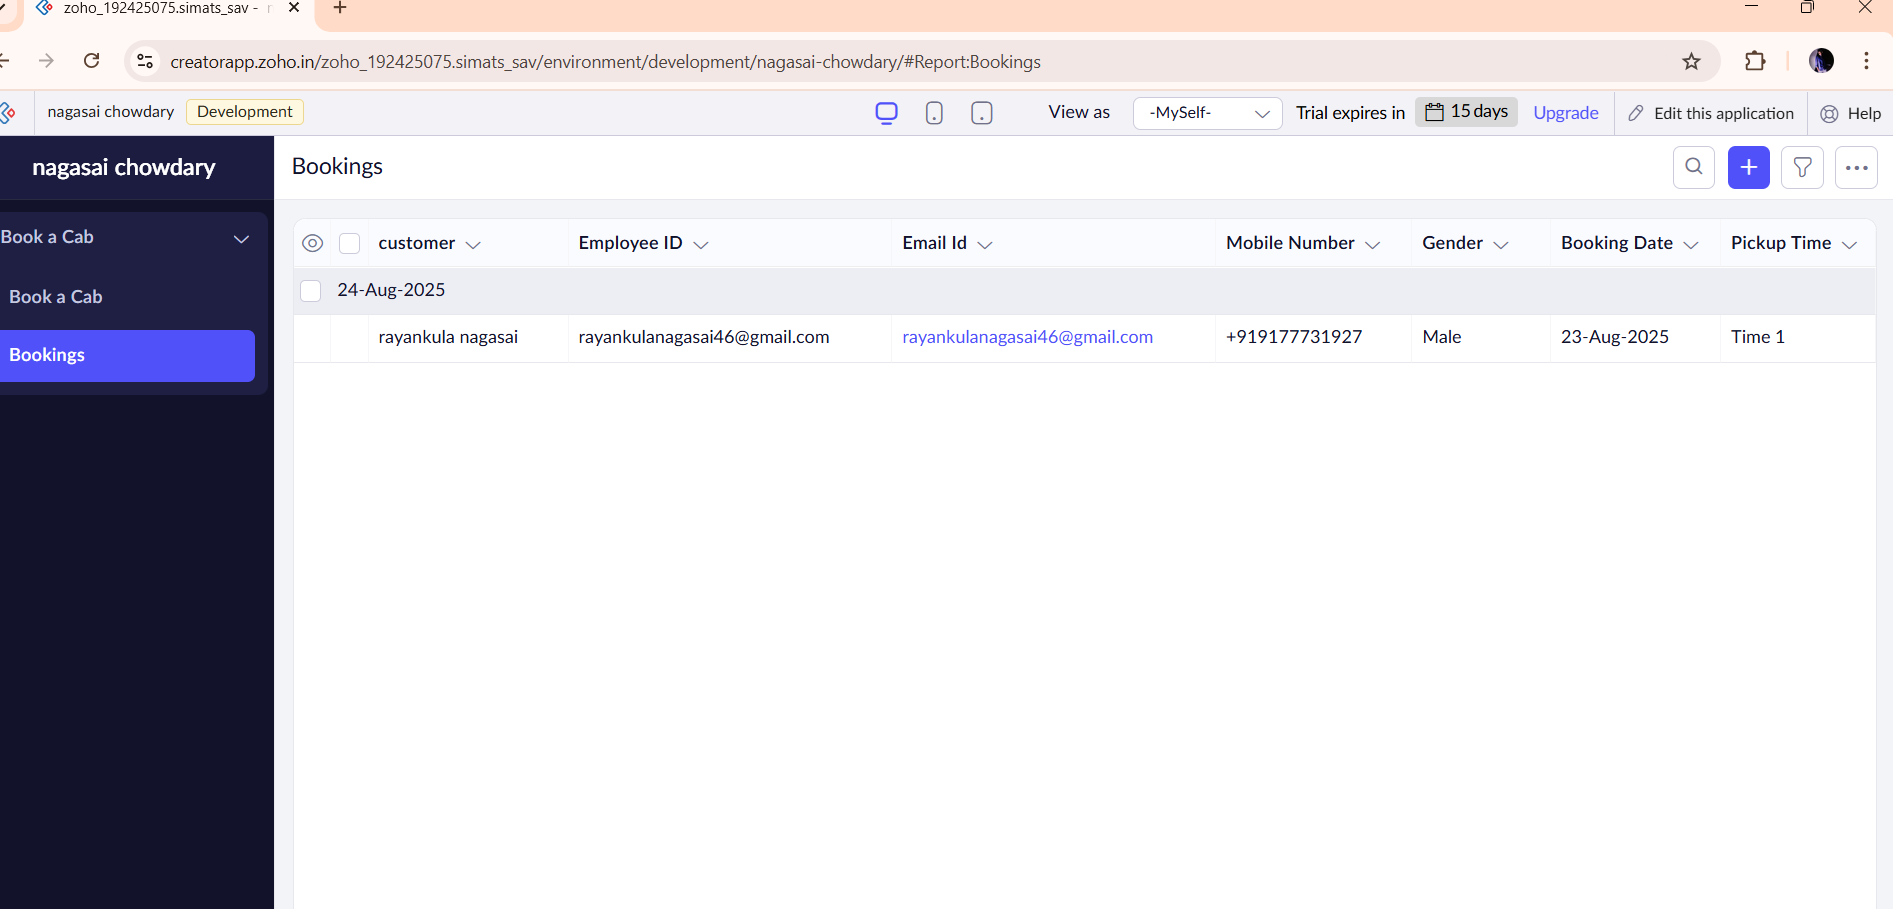 zoho_192425075.simats_sav -
creatorapp.zoho.in/zoho_192425075.simats_sav/environment/development/nagasai-chowdary/#Report:Bookings
nagasai chowdary Development View as -MySelf- Trial expires in 15 days Upgrade Edit this application Help
nagasai chowdary
Book a Cab
Book a Cab
Bookings
Bookings
customer Employee ID Email Id Mobile Number Gender Booking Date Pickup Time
24-Aug-2025
rayankula nagasai rayankulanagasai46@gmail.com rayankulanagasai46@gmail.com +919177731927 Male 23-Aug-2025 Time 1